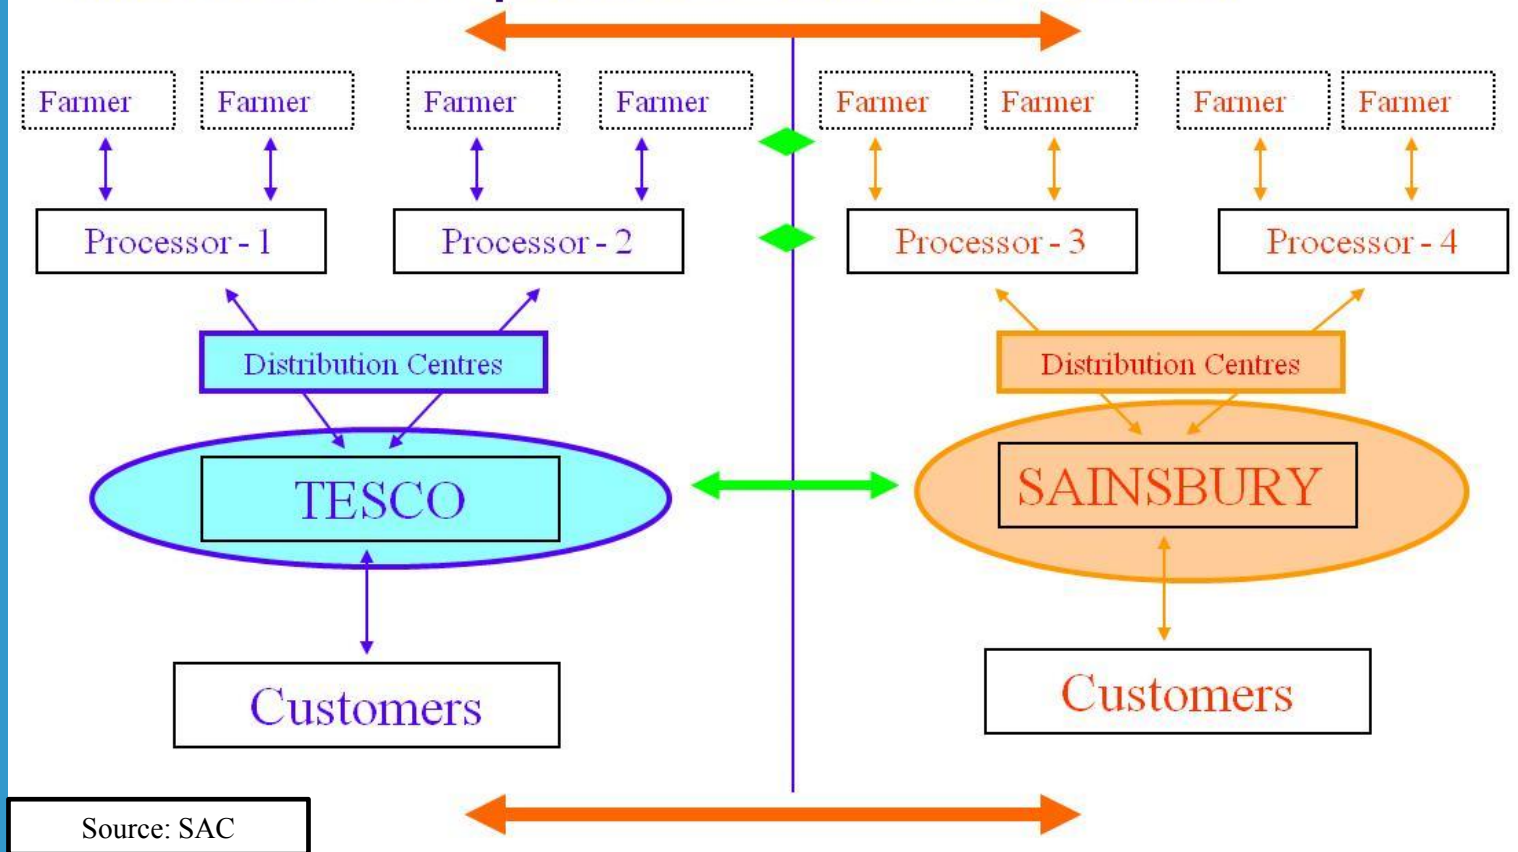 Farmer Farmer Farmer Farmer Farmer Farmer Farmer Farmer
Processor - 1 Processor - 2 Processor - 3 Processor - 4
Distribution Centres Distribution Centres
TESCO SAINSBURY
Customers Customers
Source: SAC